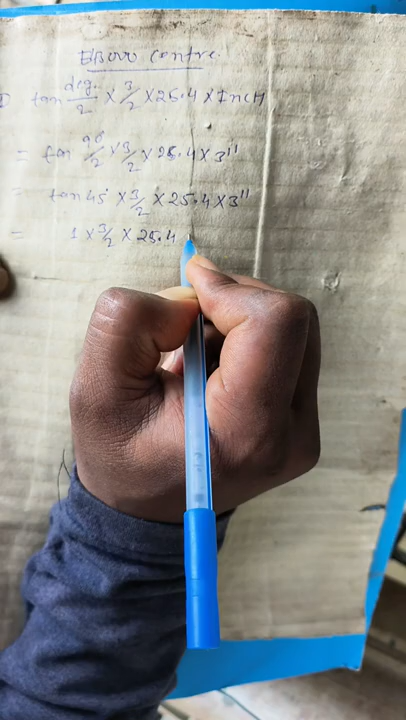 Elbow Centre.
① tan deg./2 × 3/2 × 25.4 × IncH
= tan 90°/2 × 3/2 × 25.4 × 3"
= tan 45° × 3/2 × 25.4 × 3"
= 1 × 3/2 × 25.4